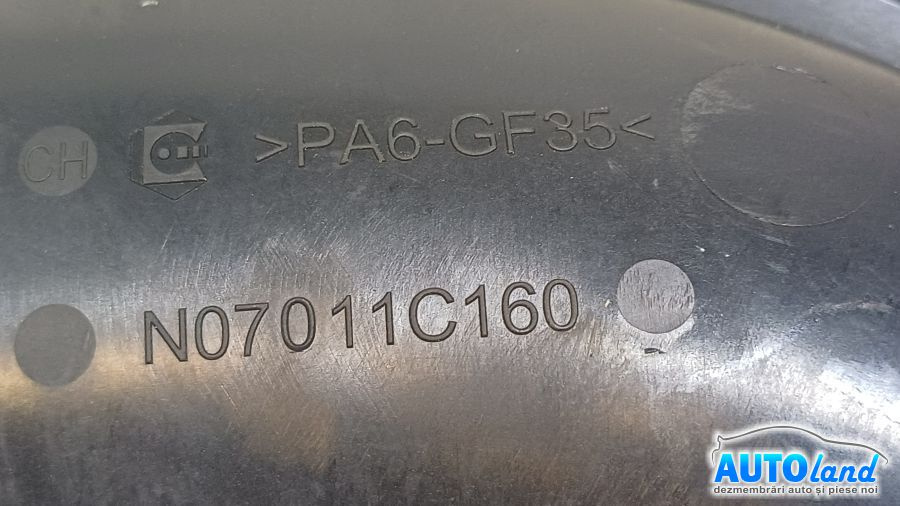 CH >PA6-GF35<
N07011C160
AUTOland
dezmembrări auto și piese noi